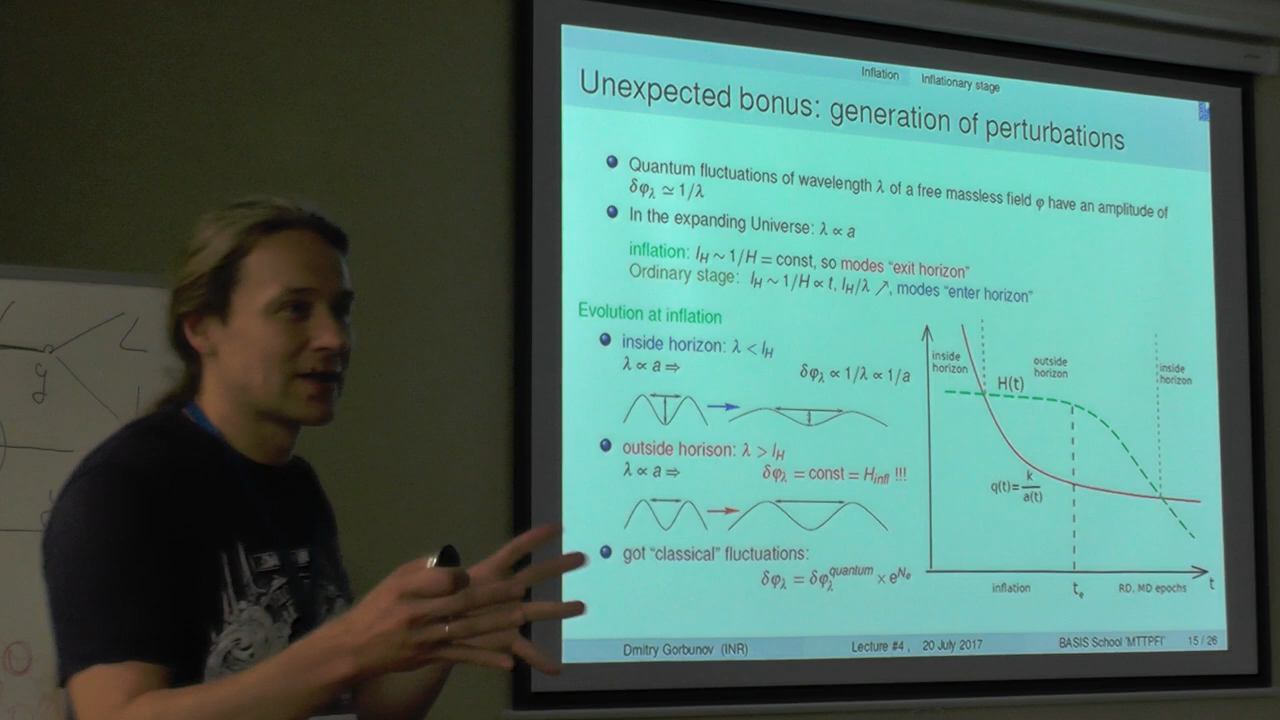 Inflation Inflationary stage
Unexpected bonus: generation of perturbations
Quantum fluctuations of wavelength λ of a free massless field φ have an amplitude of
δφ_λ ≃ 1/λ
In the expanding Universe: λ ∝ a
inflation: l_H ∼ 1/H = const, so modes "exit horizon"
Ordinary stage: l_H ∼ 1/H ∝ t, l_H/λ ↗, modes "enter horizon"
Evolution at inflation
inside horizon: λ < l_H
λ ∝ a ⇒ δφ_λ ∝ 1/λ ∝ 1/a
outside horison: λ > l_H
λ ∝ a ⇒ δφ_λ = const = H_infl !!!
got "classical" fluctuations:
δφ_λ = δφ_λ^quantum × e^{N_e}
inside
horizon
outside
horizon
inside
horizon
H(t)
q(t)= k/a(t)
inflation t_e RD, MD epochs t
Dmitry Gorbunov (INR) Lecture #4 , 20 July 2017 BASIS School 'MTTPFI' 15 / 26
g